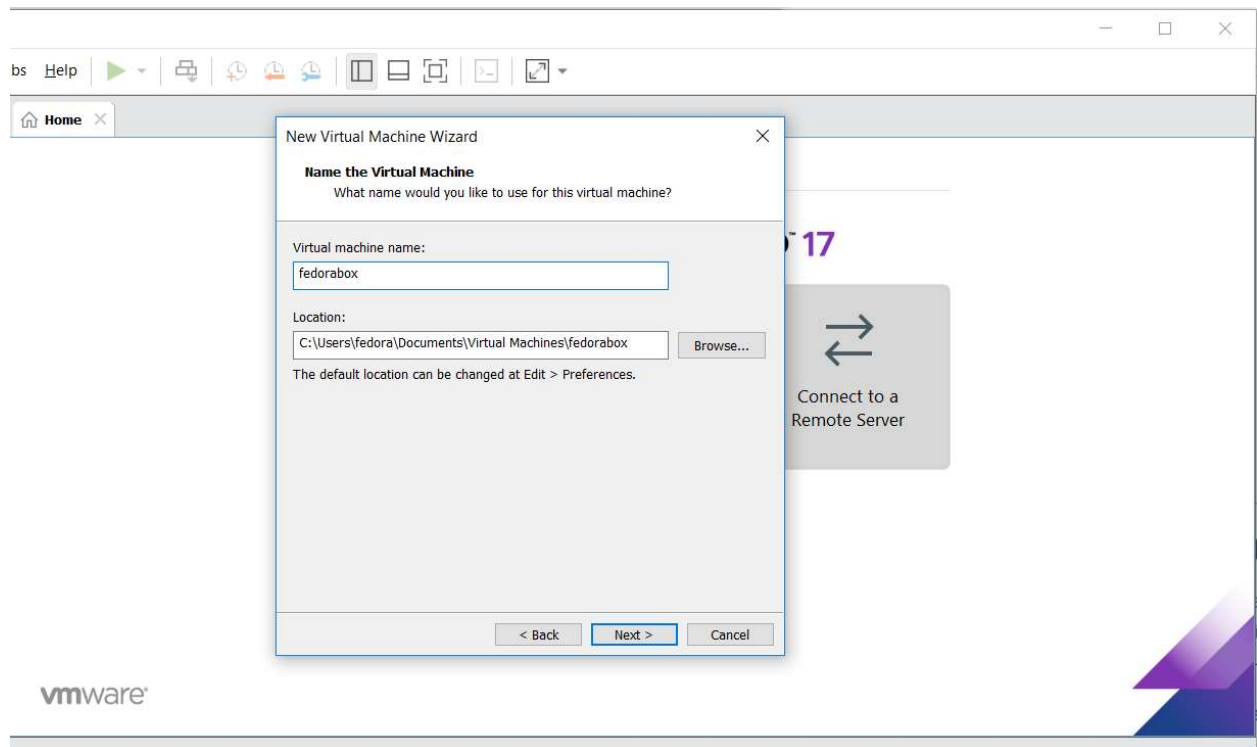 bs Help
Home
New Virtual Machine Wizard
Name the Virtual Machine
What name would you like to use for this virtual machine?
™ 17
Virtual machine name:
fedorabox
Location:
C:\Users\fedora\Documents\Virtual Machines\fedorabox
Browse...
The default location can be changed at Edit > Preferences.
Connect to a
Remote Server
< Back Next > Cancel
vmware